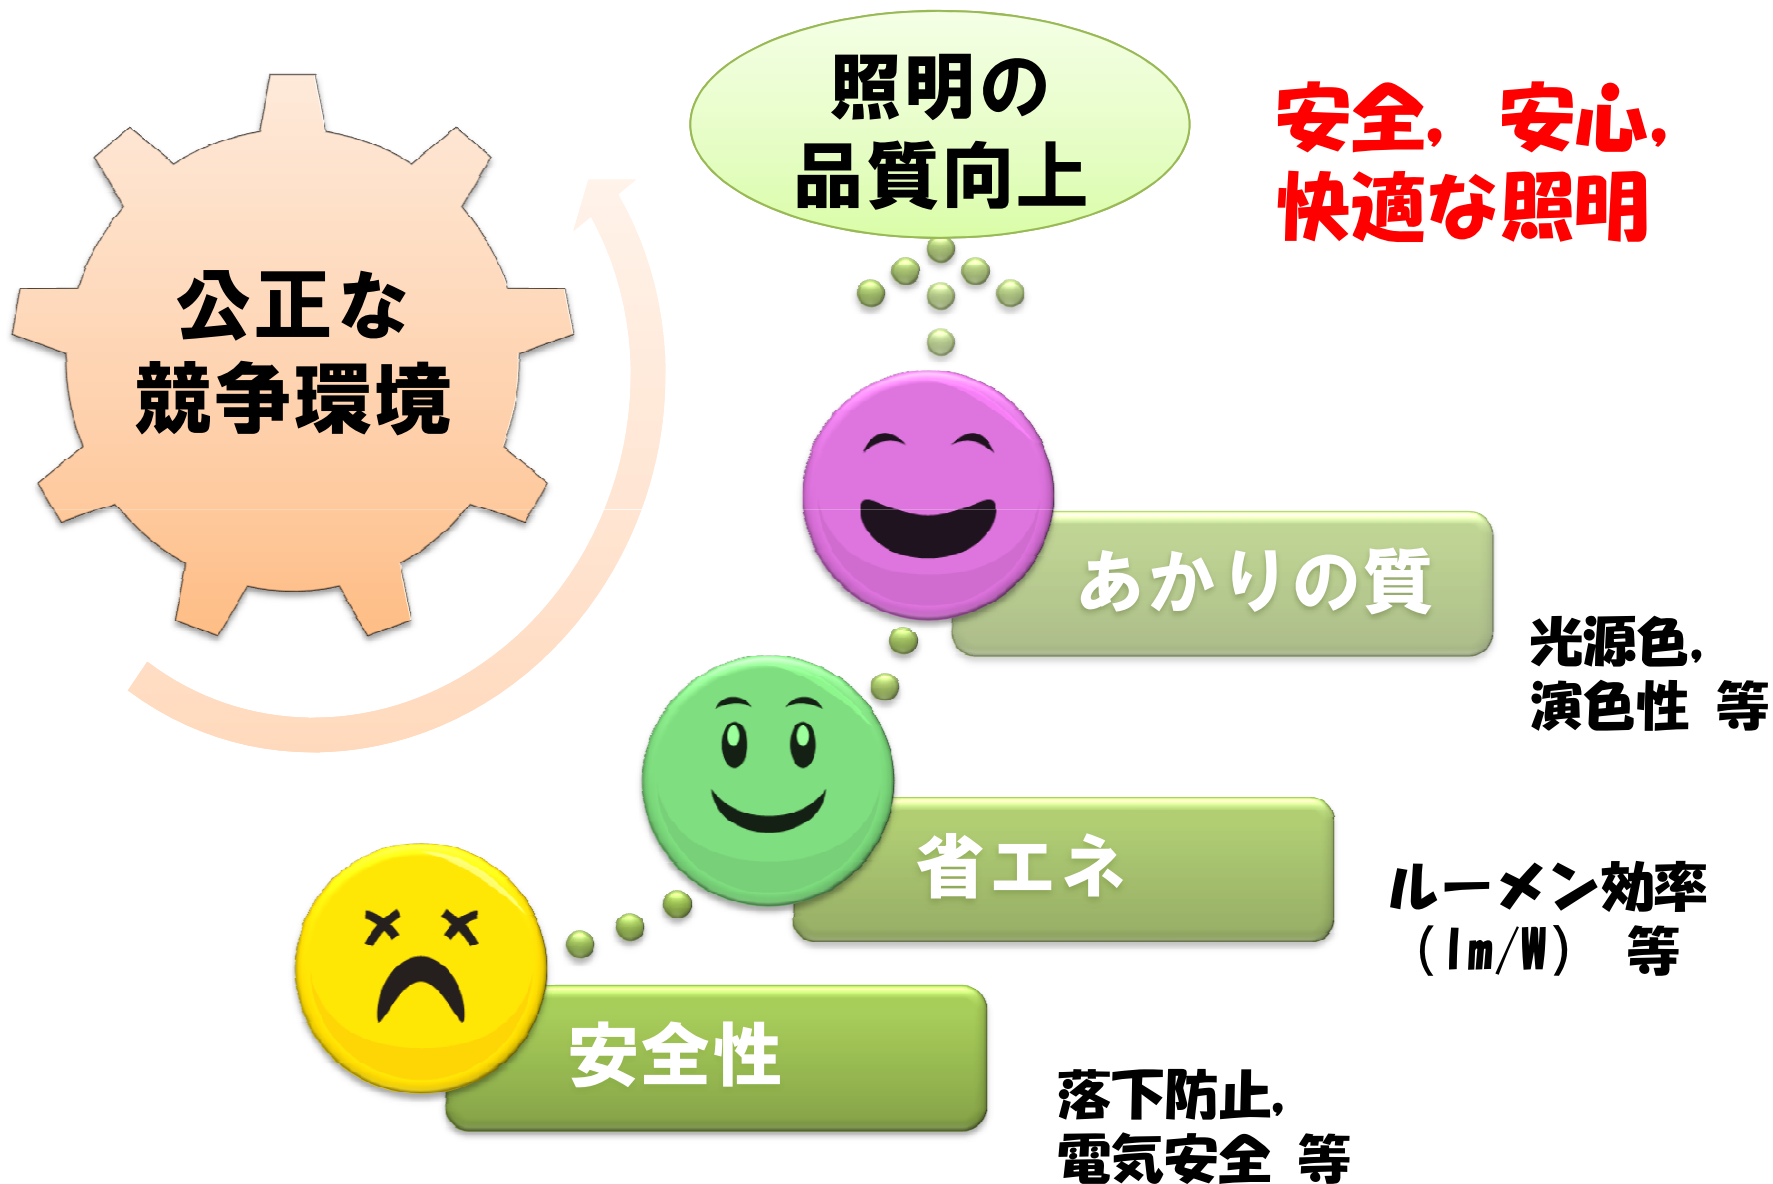 照明の
品質向上
安全, 安心,
快適な照明
公正な
競争環境
あかりの質
光源色,
演色性 等
省エネ
ルーメン効率
(lm/W) 等
安全性
落下防止,
電気安全 等